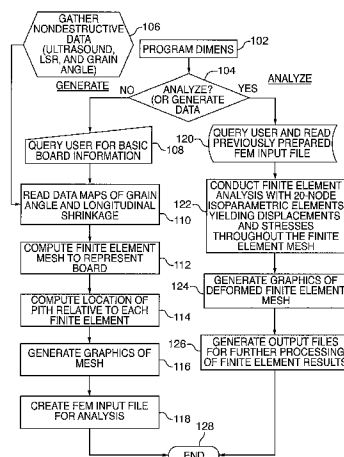 GATHER
NONDESTRUCTIVE
DATA
(ULTRASOUND,
LSR, AND GRAIN
ANGLE)
106
PROGRAM DIMENS
102
104
GENERATE
NO
ANALYZE?
(OR GENERATE
DATA
YES
ANALYZE
QUERY USER FOR BASIC
BOARD INFORMATION
108
120
QUERY USER AND READ
PREVIOUSLY PREPARED
FEM INPUT FILE
READ DATA MAPS OF GRAIN
ANGLE AND LONGITUDINAL
SHRINKAGE
110
122
CONDUCT FINITE ELEMENT
ANALYSIS WITH 20-NODE
ISOPARAMETRIC ELEMENTS
YIELDING DISPLACEMENTS
AND STRESSES
THROUGHOUT THE FINITE
ELEMENT MESH
COMPUTE FINITE ELEMENT
MESH TO REPRESENT
BOARD
112
COMPUTE LOCATION OF
PITH RELATIVE TO EACH
FINITE ELEMENT
114
124
GENERATE GRAPHICS OF
DEFORMED FINITE ELEMENT
MESH
GENERATE GRAPHICS OF
MESH
116
126
GENERATE OUTPUT FILES
FOR FURTHER PROCESSING
OF FINITE ELEMENT RESULTS
CREATE FEM INPUT FILE
FOR ANALYSIS
118
128
END